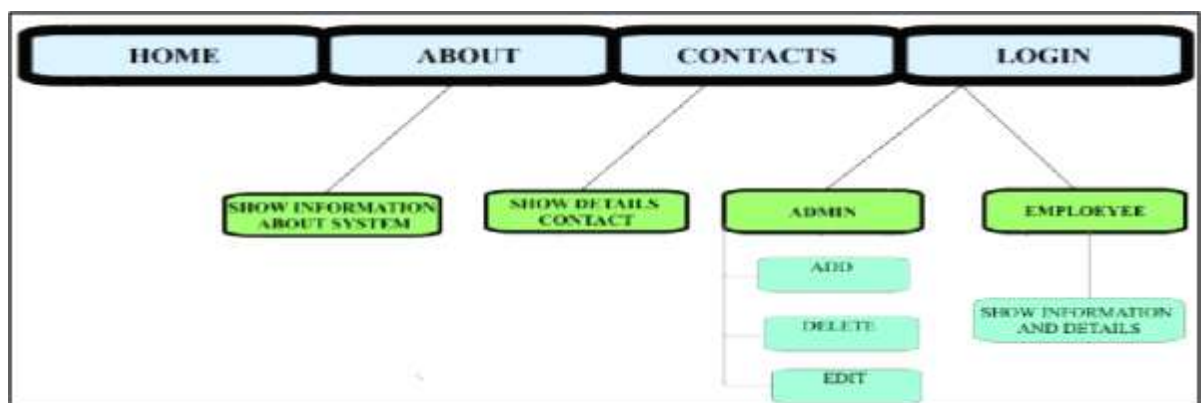 HOME
ABOUT
CONTACTS
LOGIN
SHOW INFORMATION
ABOUT SYSTEM
SHOW DETAILS
CONTACT
ADMIN
EMPLOEYEE
ADD
DELETE
EDIT
SHOW INFORMATION
AND DETAILS